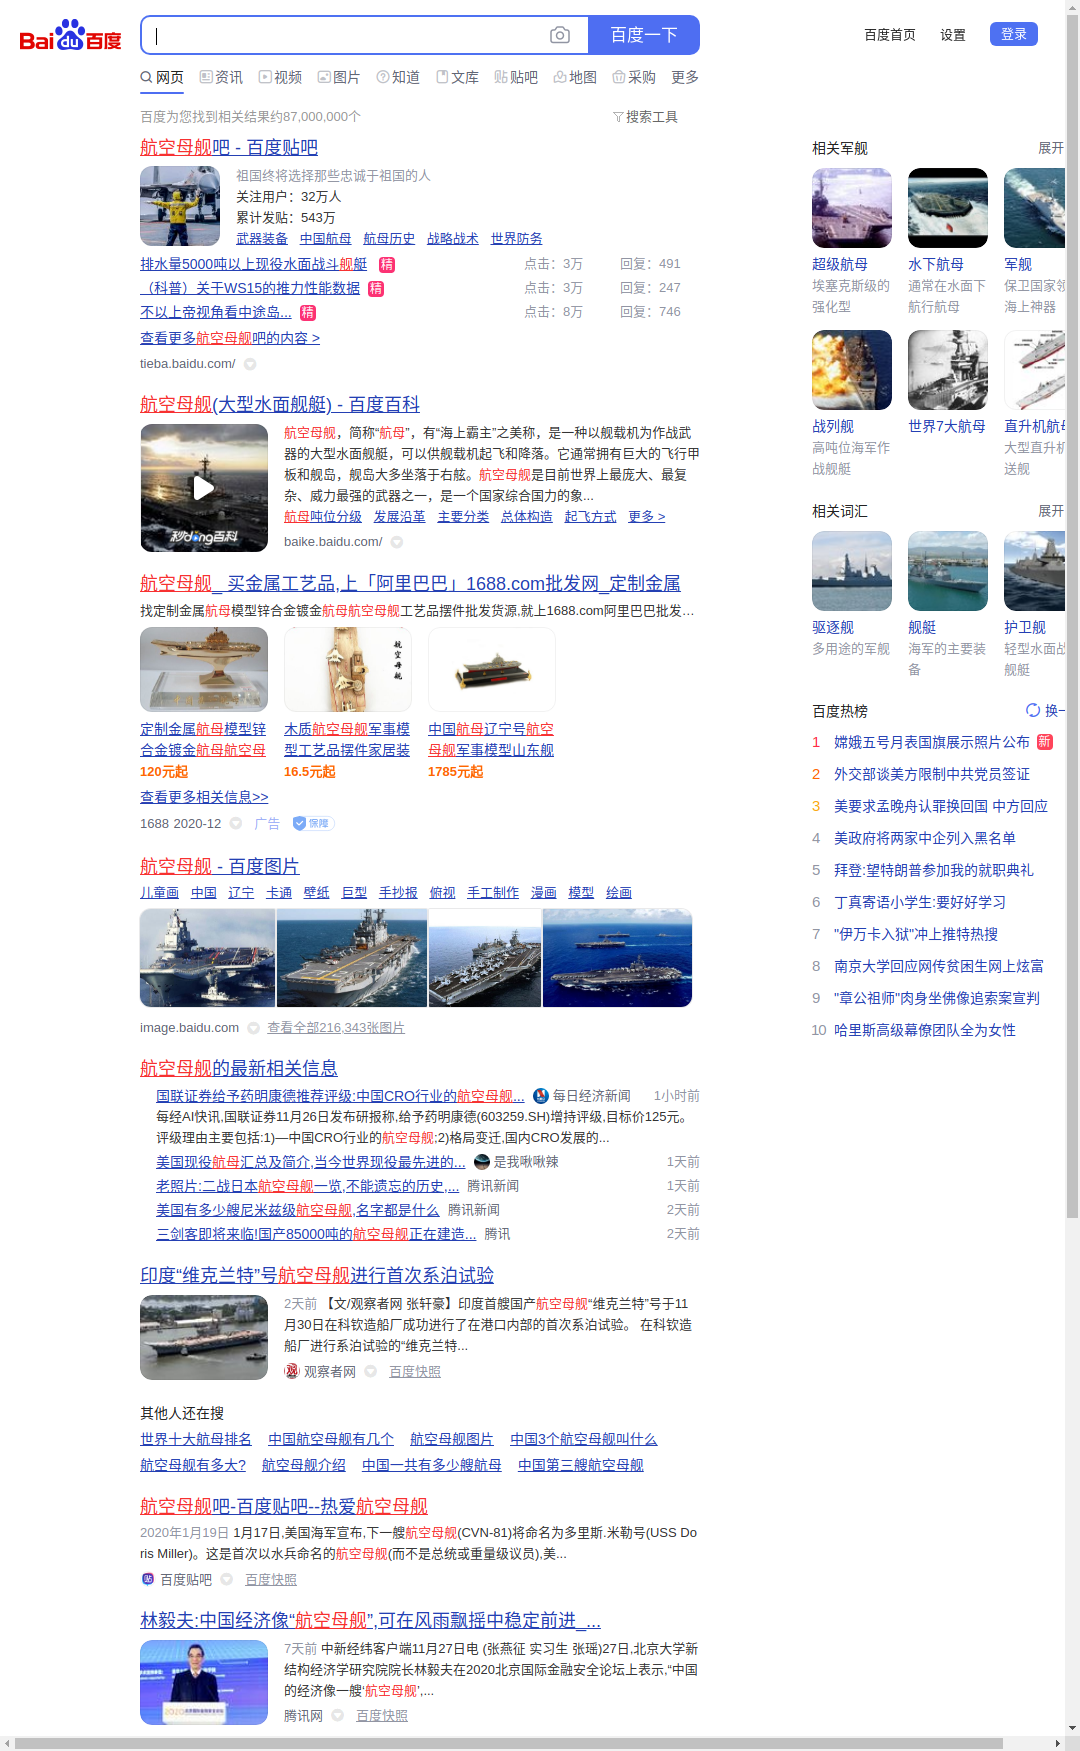 Bai du 百度
百度一下
百度首页 设置 登录
网页 资讯 视频 图片 知道 文库 贴吧 地图 采购 更多
百度为您找到相关结果约87,000,000个
搜索工具
航空母舰吧 - 百度贴吧
祖国终将选择那些忠诚于祖国的人
关注用户：32万人
累计发贴：543万
武器装备 中国航母 航母历史 战略战术 世界防务
排水量5000吨以上现役水面战斗舰艇 精 点击：3万 回复：491
（科普）关于WS15的推力性能数据 精 点击：3万 回复：247
不以上帝视角看中途岛... 精 点击：8万 回复：746
查看更多航空母舰吧的内容 >
tieba.baidu.com/
航空母舰(大型水面舰艇) - 百度百科
航空母舰，简称“航母”，有“海上霸主”之美称，是一种以舰载机为作战武
器的大型水面舰艇，可以供舰载机起飞和降落。它通常拥有巨大的飞行甲
板和舰岛，舰岛大多坐落于右舷。航空母舰是目前世界上最庞大、最复
杂、威力最强的武器之一，是一个国家综合国力的象...
航母吨位分级 发展沿革 主要分类 总体构造 起飞方式 更多 >
秒dong百科
baike.baidu.com/
航空母舰_ 买金属工艺品,上「阿里巴巴」1688.com批发网_定制金属
找定制金属航母模型锌合金镀金航母航空母舰工艺品摆件批发货源,就上1688.com阿里巴巴批发…
航空母舰
定制金属航母模型锌
合金镀金航母航空母
120元起
木质航空母舰军事模
型工艺品摆件家居装
16.5元起
中国航母辽宁号航空
母舰军事模型山东舰
1785元起
查看更多相关信息>>
1688 2020-12 广告 保障
航空母舰 - 百度图片
儿童画 中国 辽宁 卡通 壁纸 巨型 手抄报 俯视 手工制作 漫画 模型 绘画
image.baidu.com 查看全部216,343张图片
航空母舰的最新相关信息
国联证券给予药明康德推荐评级:中国CRO行业的航空母舰... 每日经济新闻 1小时前
每经AI快讯,国联证券11月26日发布研报称,给予药明康德(603259.SH)增持评级,目标价125元。
评级理由主要包括:1)—中国CRO行业的航空母舰;2)格局变迁,国内CRO发展的...
美国现役航母汇总及简介,当今世界现役最先进的... 是我啾啾辣 1天前
老照片:二战日本航空母舰一览,不能遗忘的历史,... 腾讯新闻 1天前
美国有多少艘尼米兹级航空母舰,名字都是什么 腾讯新闻 2天前
三剑客即将来临!国产85000吨的航空母舰正在建造... 腾讯 2天前
印度“维克兰特”号航空母舰进行首次系泊试验
2天前 【文/观察者网 张轩豪】印度首艘国产航空母舰“维克兰特”号于11
月30日在科钦造船厂成功进行了在港口内部的首次系泊试验。 在科钦造
船厂进行系泊试验的“维克兰特...
观察者网 百度快照
其他人还在搜
世界十大航母排名 中国航空母舰有几个 航空母舰图片 中国3个航空母舰叫什么
航空母舰有多大? 航空母舰介绍 中国一共有多少艘航母 中国第三艘航空母舰
航空母舰吧-百度贴吧--热爱航空母舰
2020年1月19日 1月17日,美国海军宣布,下一艘航空母舰(CVN-81)将命名为多里斯.米勒号(USS Do
ris Miller)。这是首次以水兵命名的航空母舰(而不是总统或重量级议员),美...
百度贴吧 百度快照
林毅夫:中国经济像“航空母舰”,可在风雨飘摇中稳定前进_...
7天前 中新经纬客户端11月27日电 (张燕征 实习生 张瑶)27日,北京大学新
结构经济学研究院院长林毅夫在2020北京国际金融安全论坛上表示,“中国
的经济像一艘‘航空母舰’,...
腾讯网 百度快照
相关军舰 展开
超级航母
埃塞克斯级的
强化型
水下航母
通常在水面下
航行航母
军舰
保卫国家领
海上神器
战列舰
高吨位海军作
战舰艇
世界7大航母
直升机航母
大型直升机
送舰
相关词汇 展开
驱逐舰
多用途的军舰
舰艇
海军的主要装
备
护卫舰
轻型水面战
舰艇
百度热榜 换一
1 嫦娥五号月表国旗展示照片公布 新
2 外交部谈美方限制中共党员签证
3 美要求孟晚舟认罪换回国 中方回应
4 美政府将两家中企列入黑名单
5 拜登:望特朗普参加我的就职典礼
6 丁真寄语小学生:要好好学习
7 "伊万卡入狱"冲上推特热搜
8 南京大学回应网传贫困生网上炫富
9 "章公祖师"肉身坐佛像追索案宣判
10 哈里斯高级幕僚团队全为女性